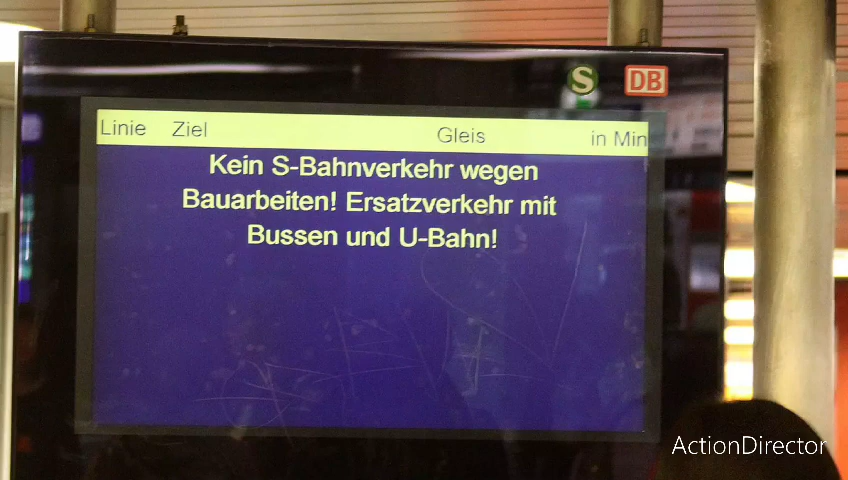 S DB
Linie Ziel Gleis in Min
Kein S-Bahnverkehr wegen
Bauarbeiten! Ersatzverkehr mit
Bussen und U-Bahn!
ActionDirector